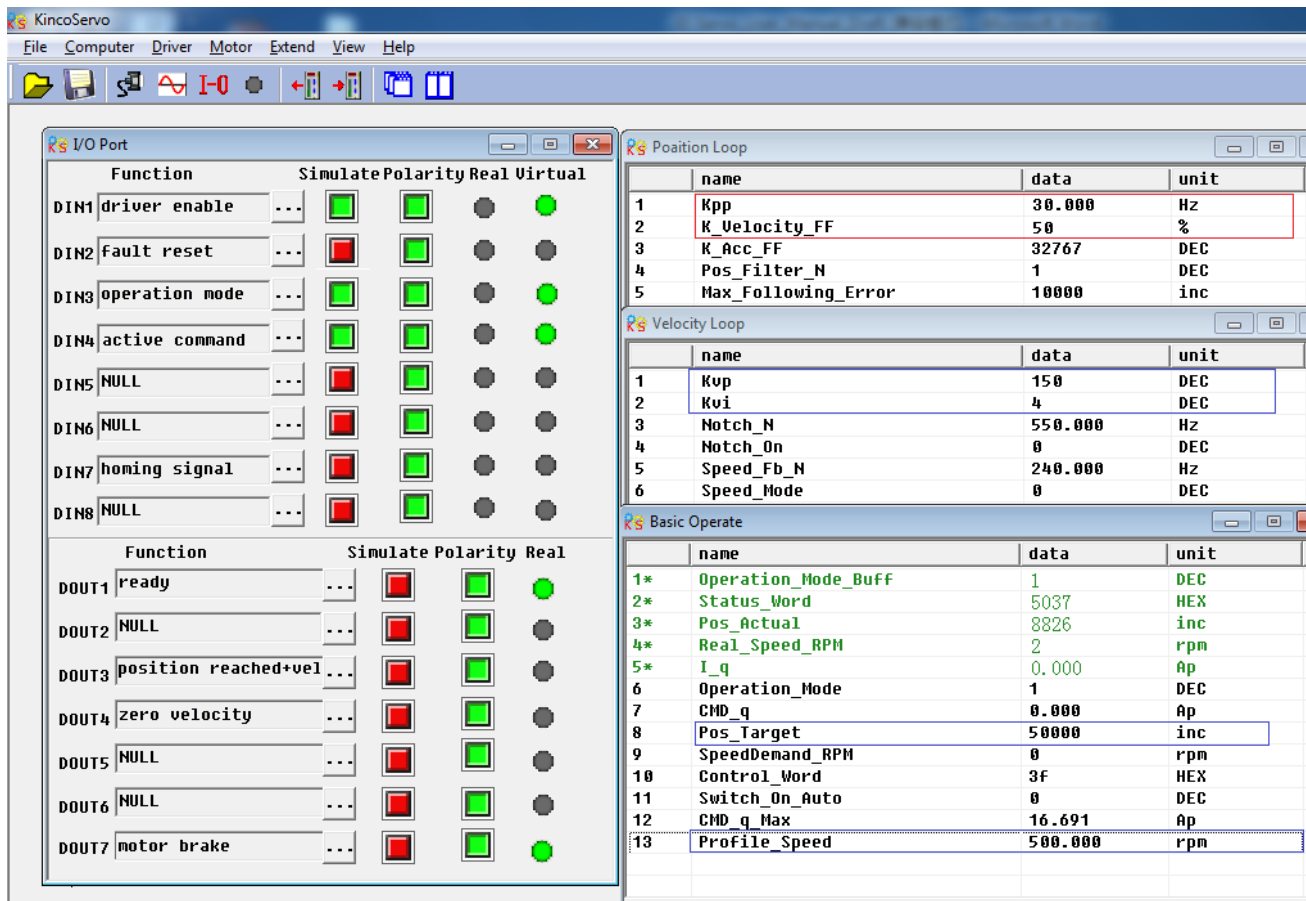 KincoServo
File Computer Driver Motor Extend View Help
I-O
I/O Port
Function Simulate Polarity Real Virtual
DIN1 driver enable ...
DIN2 fault reset ...
DIN3 operation mode ...
DIN4 active command ...
DIN5 NULL ...
DIN6 NULL ...
DIN7 homing signal ...
DIN8 NULL ...
Function Simulate Polarity Real
DOUT1 ready ...
DOUT2 NULL ...
DOUT3 position reached+vel ...
DOUT4 zero velocity ...
DOUT5 NULL ...
DOUT6 NULL ...
DOUT7 motor brake ...
Poaition Loop
name data unit
1 Kpp 30.000 Hz
2 K_Velocity_FF 50 %
3 K_Acc_FF 32767 DEC
4 Pos_Filter_N 1 DEC
5 Max_Following_Error 10000 inc
Velocity Loop
name data unit
1 Kvp 150 DEC
2 Kvi 4 DEC
3 Notch_N 550.000 Hz
4 Notch_On 0 DEC
5 Speed_Fb_N 240.000 Hz
6 Speed_Mode 0 DEC
Basic Operate
name data unit
1* Operation_Mode_Buff 1 DEC
2* Status_Word 5037 HEX
3* Pos_Actual 8826 inc
4* Real_Speed_RPM 2 rpm
5* I_q 0.000 Ap
6 Operation_Mode 1 DEC
7 CMD_q 0.000 Ap
8 Pos_Target 50000 inc
9 SpeedDemand_RPM 0 rpm
10 Control_Word 3f HEX
11 Switch_On_Auto 0 DEC
12 CMD_q_Max 16.691 Ap
13 Profile_Speed 500.000 rpm